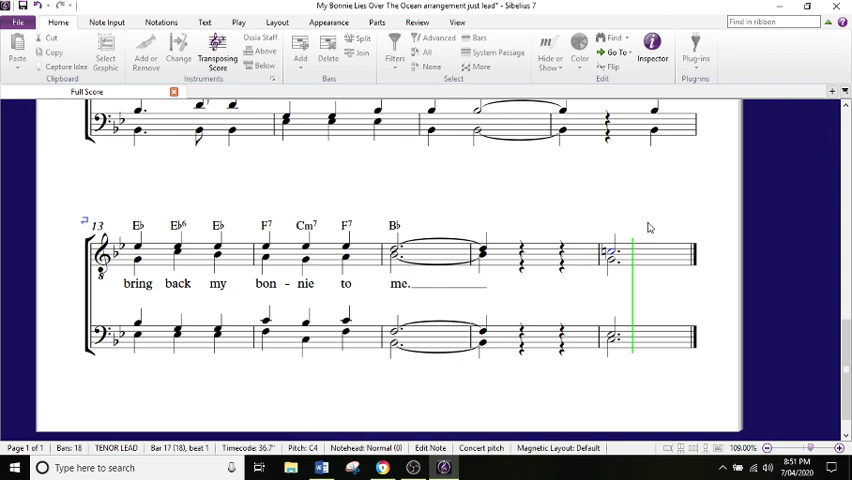 My Bonnie Lies Over The Ocean arrangement just lead* - Sibelius 7
File Home Note Input Notations Text Play Layout Appearance Parts Review View Find in ribbon
Paste Cut Copy Capture Idea Select Graphic Add or Remove Change Transposing Score Ossia Above Below Add Delete Split Join Filters Advanced All None Bars System Passage More Hide or Show Color Find Go To Flip Inspector Plug-ins
Clipboard Instruments Bars Select Edit Plug-ins
Full Score
13 E♭ E♭6 E♭ F7 Cm7 F7 B♭
8
bring back my bon - nie to me.
Page 1 of 1 Bars: 18 TENOR LEAD Bar 17 (18), beat 1 Timecode: 36.7" Pitch: C4 Notehead: Normal (0) Edit Note Concert pitch Magnetic Layout: Default 109.00%
Type here to search 8:51 PM
7/04/2020